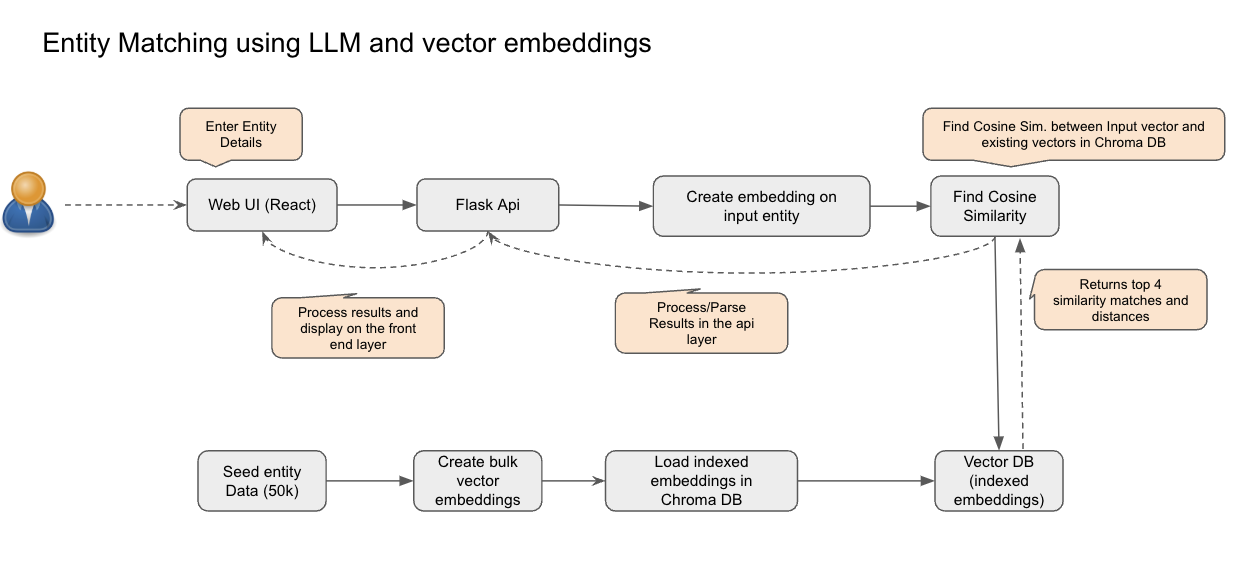 Entity Matching using LLM and vector embeddings
Enter Entity
Details
Find Cosine Sim. between Input vector and
existing vectors in Chroma DB
Web UI (React)
Flask Api
Create embedding on
input entity
Find Cosine
Similarity
Process results and
display on the front
end layer
Process/Parse
Results in the api
layer
Returns top 4
similarity matches and
distances
Seed entity
Data (50k)
Create bulk
vector
embeddings
Load indexed
embeddings in
Chroma DB
Vector DB
(indexed
embeddings)